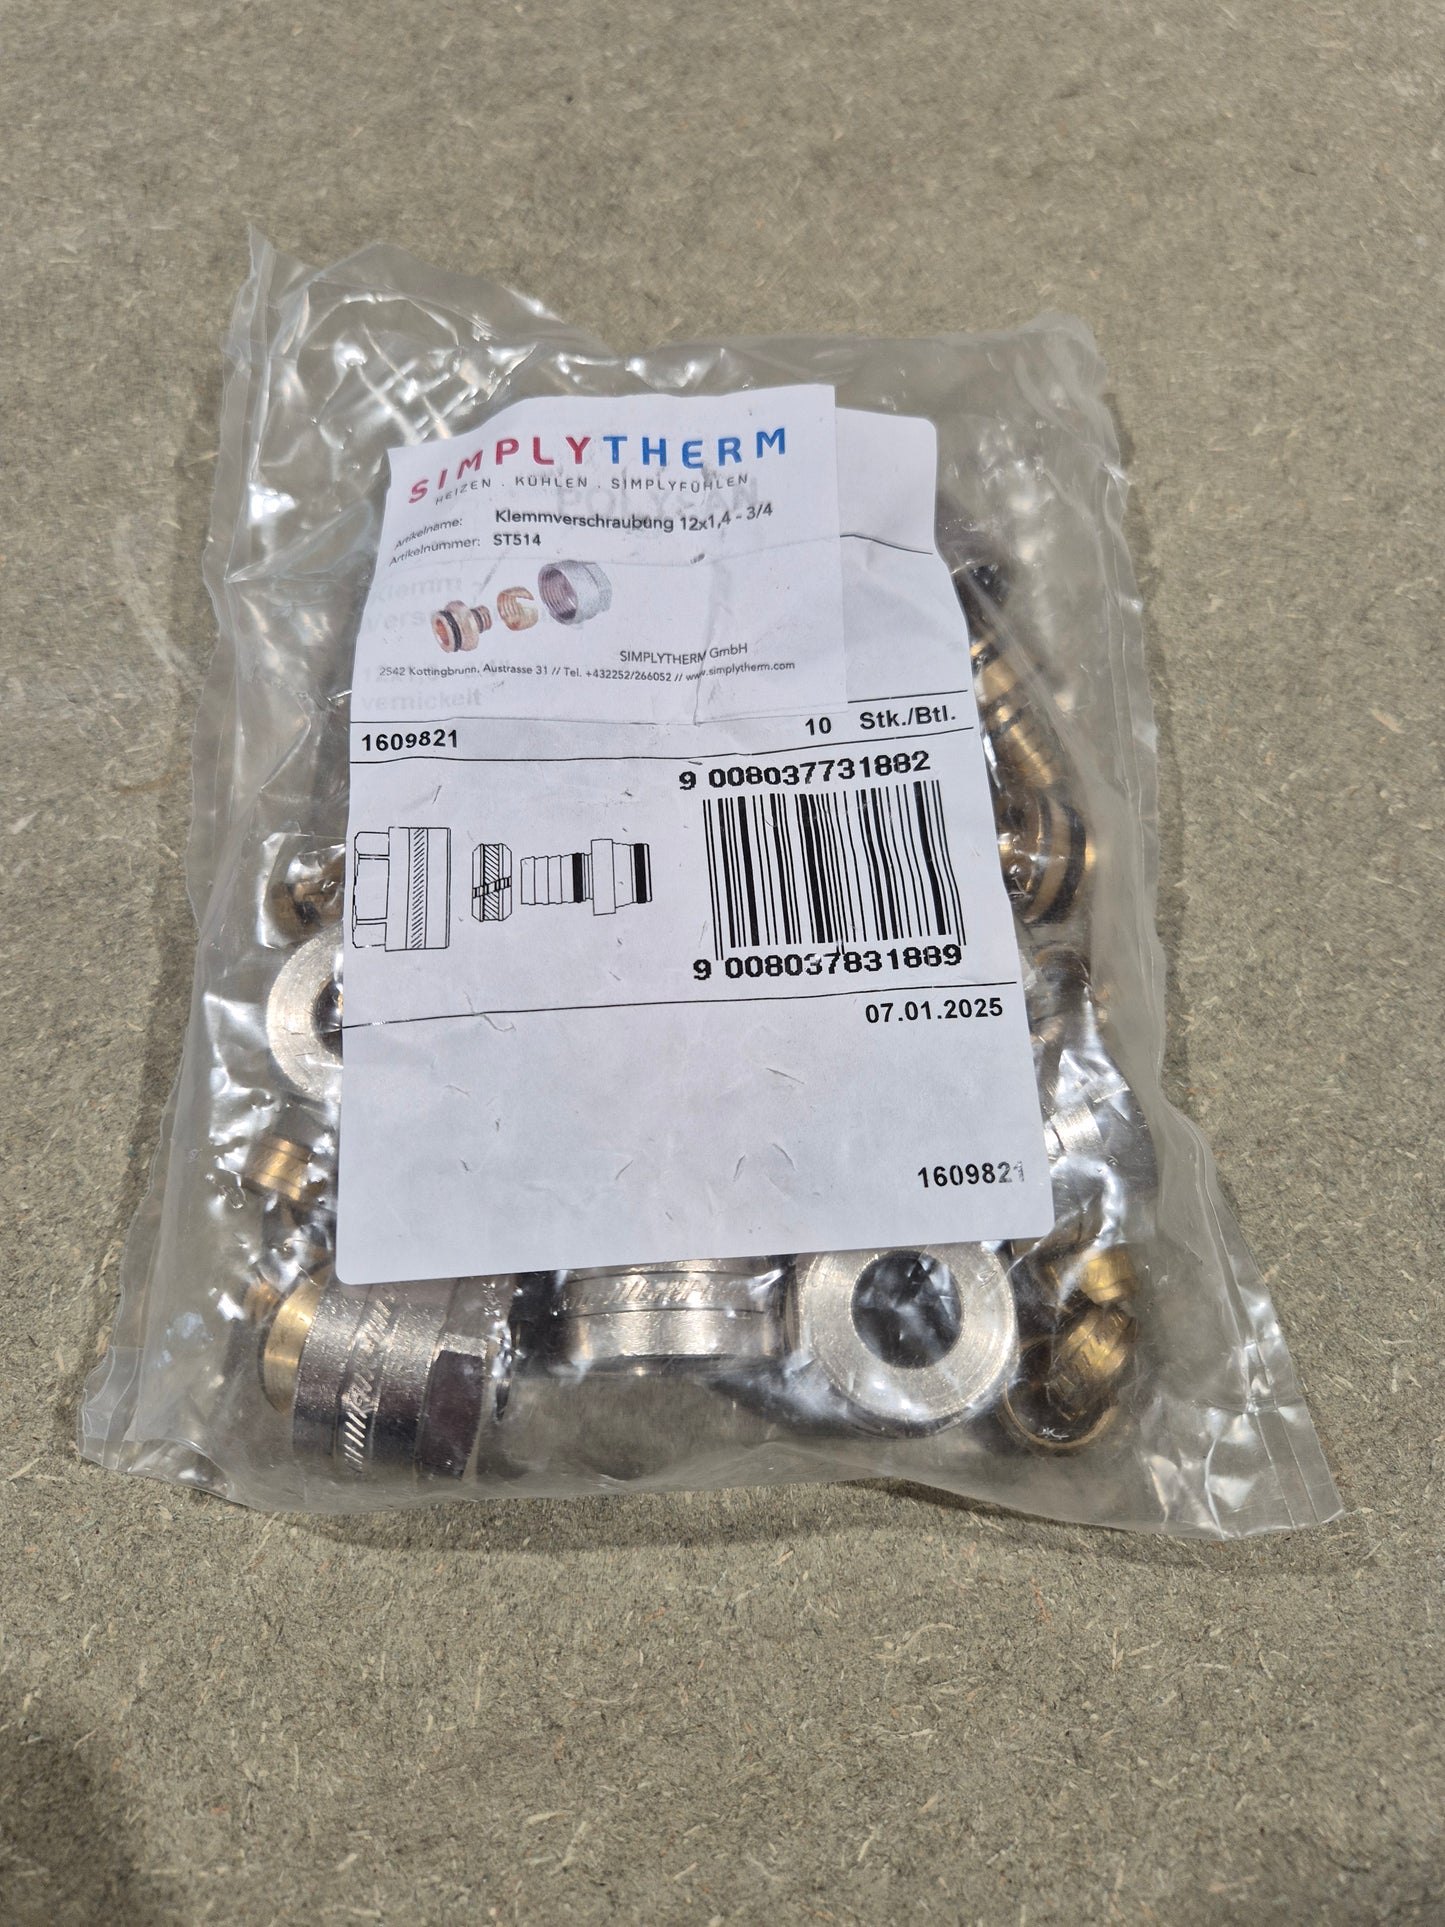 SIMPLYTHERM
HEIZEN . KÜHLEN . SIMPLYFÜHLEN
Artikelname: Klemmverschraubung 12x1,4 - 3/4
Artikelnummer: ST514
SIMPLYTHERM GmbH
2542 Kottingbrunn, Austrasse 31 // Tel. +432252/266052 // www.simplytherm.com
vernickelt
1609821 10 Stk./Btl.
9 008037731882
9 008037831889
07.01.2025
1609821